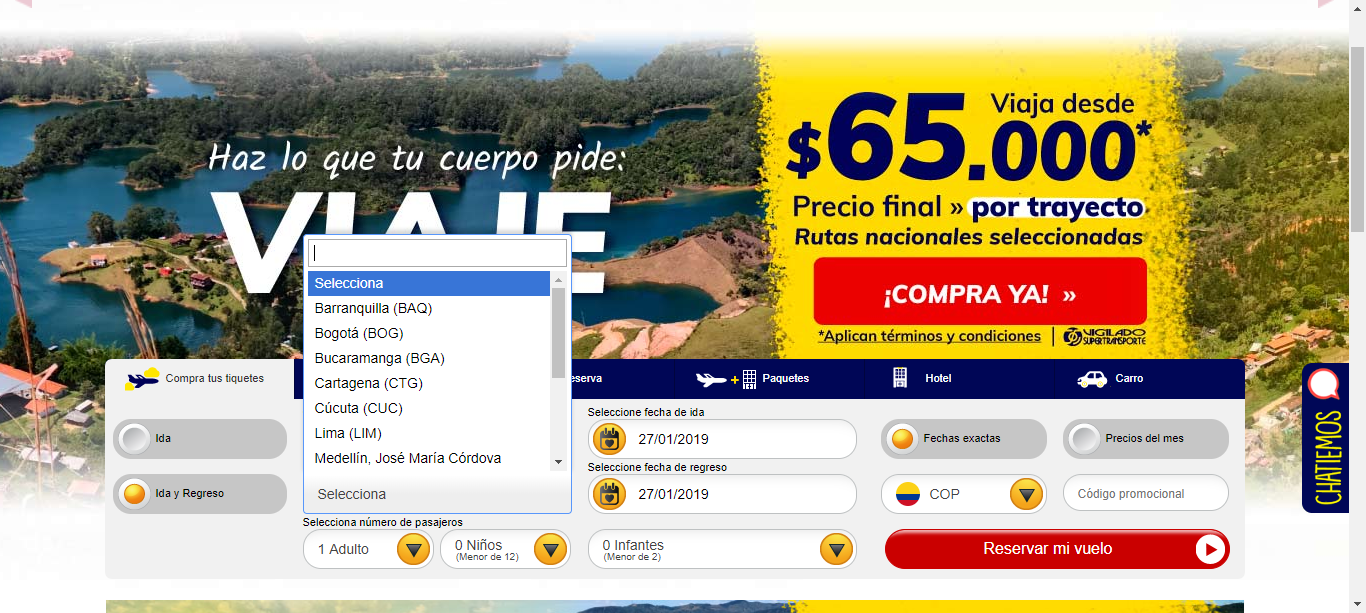 Haz lo que tu cuerpo pide:
VIAJE
Viaja desde
$65.000*
Precio final » por trayecto
Rutas nacionales seleccionadas
¡COMPRA YA! »
*Aplican términos y condiciones
VIGILADO
SUPERTRANSPORTE
Selecciona
Barranquilla (BAQ)
Bogotá (BOG)
Bucaramanga (BGA)
Cartagena (CTG)
Cúcuta (CUC)
Lima (LIM)
Medellín, José María Córdova
Selecciona
Compra tus tiquetes
Paquetes
Hotel
Carro
Ida
Ida y Regreso
Seleccione fecha de ida
27/01/2019
Seleccione fecha de regreso
27/01/2019
Fechas exactas
Precios del mes
COP
Código promocional
Selecciona número de pasajeros
1 Adulto
0 Niños
(Menor de 12)
0 Infantes
(Menor de 2)
Reservar mi vuelo
CHATIEMOS